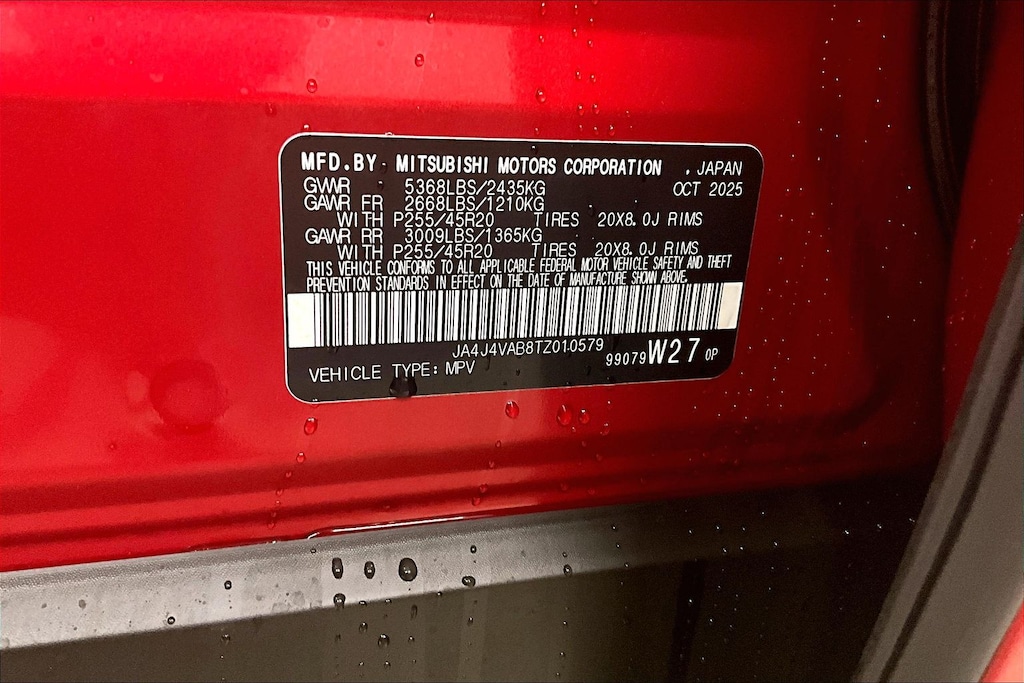 MFD.BY MITSUBISHI MOTORS CORPORATION , JAPAN
GVWR 5368LBS/2435KG OCT 2025
GAWR FR 2668LBS/1210KG
WITH P255/45R20 TIRES 20X8.0J RIMS
GAWR RR 3009LBS/1365KG
WITH P255/45R20 TIRES 20X8.0J RIMS
THIS VEHICLE CONFORMS TO ALL APPLICABLE FEDERAL MOTOR VEHICLE SAFETY AND THEFT
PREVENTION STANDARDS IN EFFECT ON THE DATE OF MANUFACTURE SHOWN ABOVE.
JA4J4VAB8TZ010579
99079 W27 0P
VEHICLE TYPE: MPV